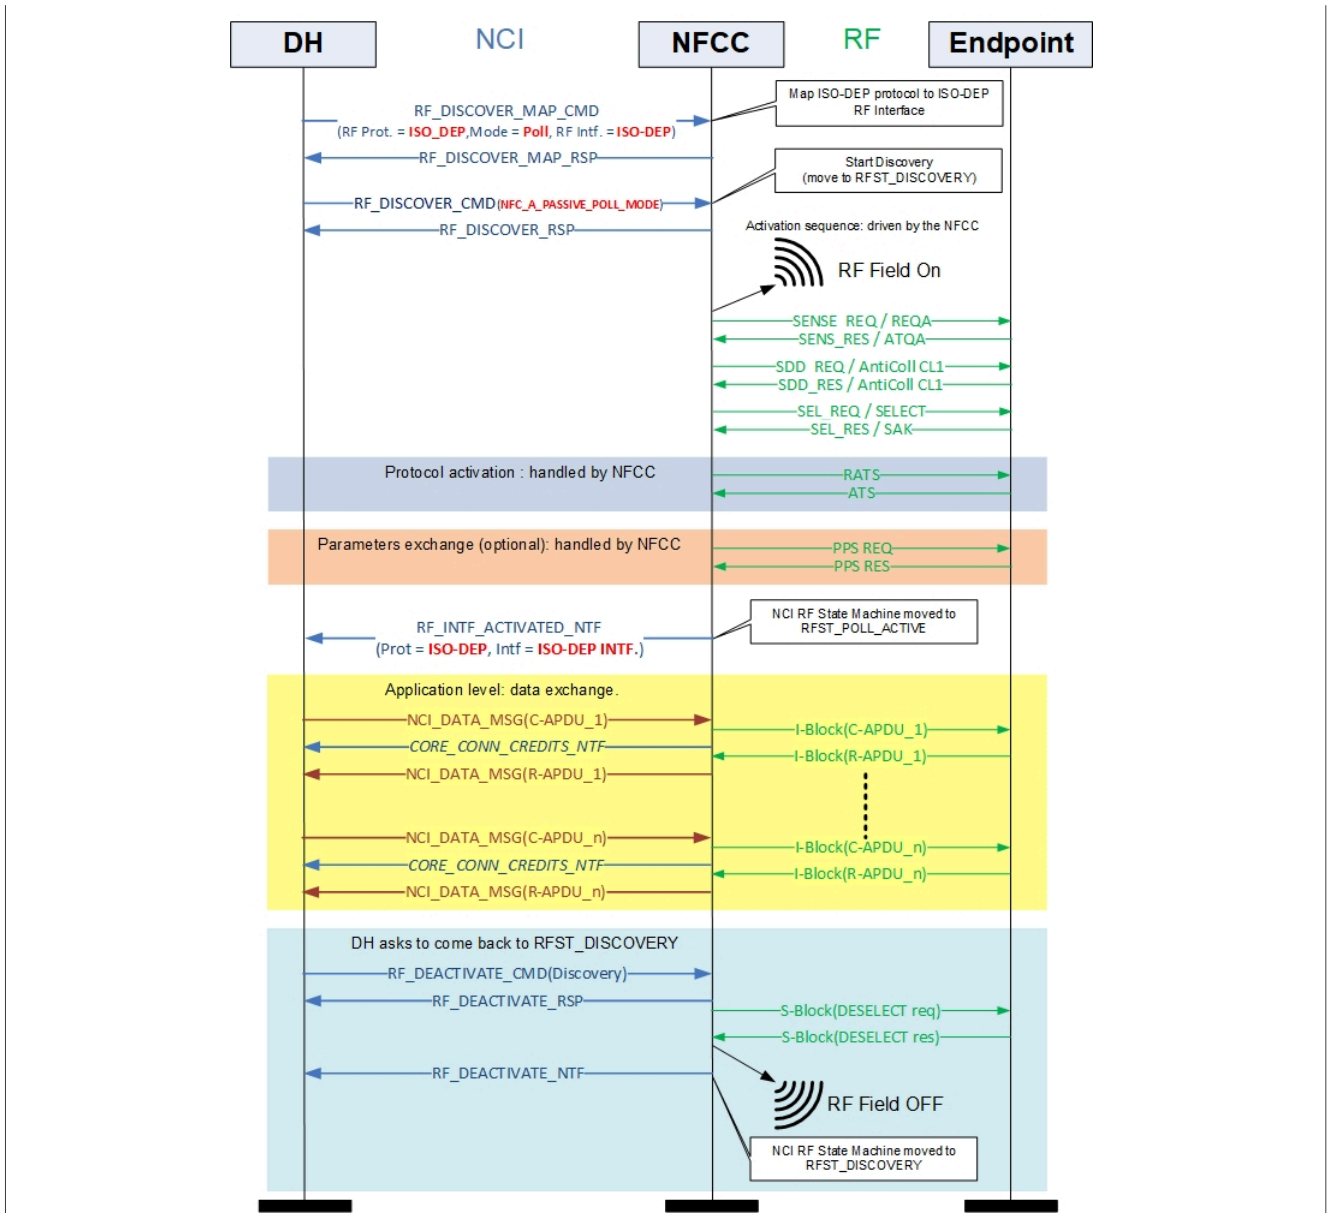 DH
NCI
NFCC
RF
Endpoint
Map ISO-DEP protocol to ISO-DEP
RF Interface
RF_DISCOVER_MAP_CMD
(RF Prot. = ISO_DEP,Mode = Poll, RF Intf. = ISO-DEP)
RF_DISCOVER_MAP_RSP
Start Discovery
(move to RFST_DISCOVERY)
RF_DISCOVER_CMD(NFC_A_PASSIVE_POLL_MODE)
RF_DISCOVER_RSP
Activation sequence: driven by the NFCC
RF Field On
SENSE_REQ / REQA
SENS_RES / ATQA
SDD_REQ / AntiColl CL1
SDD_RES / AntiColl CL1
SEL_REQ / SELECT
SEL_RES / SAK
Protocol activation : handled by NFCC
RATS
ATS
Parameters exchange (optional): handled by NFCC
PPS REQ
PPS RES
NCI RF State Machine moved to
RFST_POLL_ACTIVE
RF_INTF_ACTIVATED_NTF
(Prot = ISO-DEP, Intf = ISO-DEP INTF.)
Application level: data exchange.
NCI_DATA_MSG(C-APDU_1)
I-Block(C-APDU_1)
CORE_CONN_CREDITS_NTF
I-Block(R-APDU_1)
NCI_DATA_MSG(R-APDU_1)
NCI_DATA_MSG(C-APDU_n)
I-Block(C-APDU_n)
CORE_CONN_CREDITS_NTF
I-Block(R-APDU_n)
NCI_DATA_MSG(R-APDU_n)
DH asks to come back to RFST_DISCOVERY
RF_DEACTIVATE_CMD(Discovery)
RF_DEACTIVATE_RSP
S-Block(DESELECT req)
S-Block(DESELECT res)
RF_DEACTIVATE_NTF
RF Field OFF
NCI RF State Machine moved to
RFST_DISCOVERY